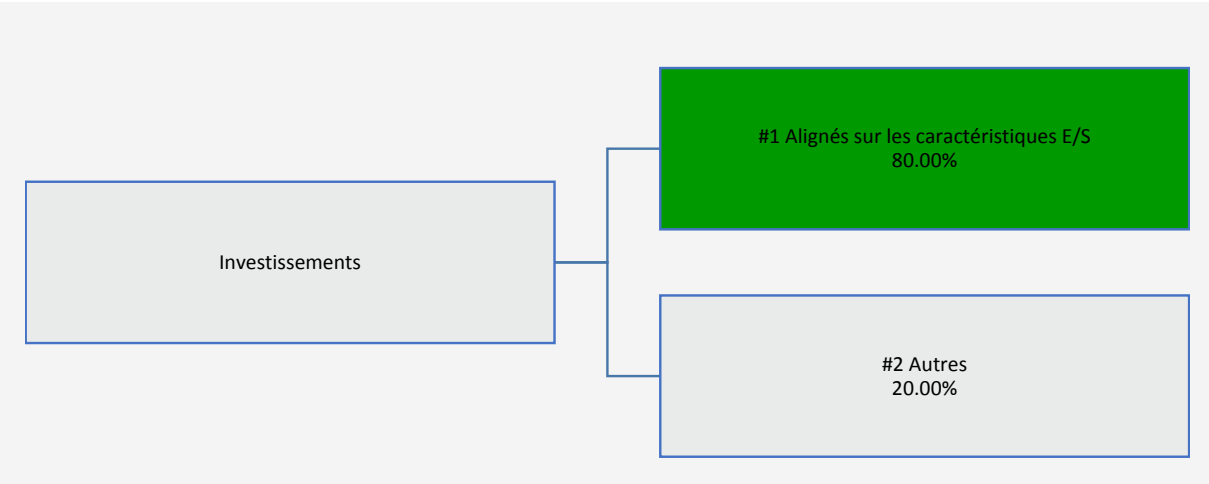 Investissements
#1 Alignés sur les caractéristiques E/S
80.00%
#2 Autres
20.00%